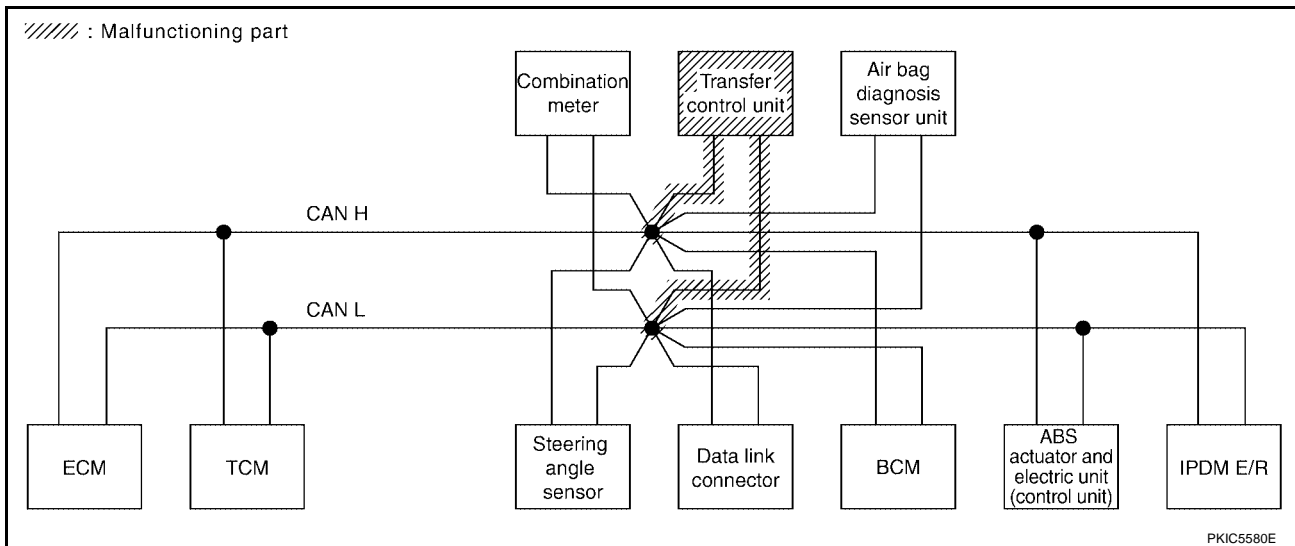 : Malfunctioning part
Combination
meter
Transfer
control unit
Air bag
diagnosis
sensor unit
CAN H
CAN L
ECM
TCM
Steering
angle
sensor
Data link
connector
BCM
ABS
actuator and
electric unit
(control unit)
IPDM E/R
PKIC5580E